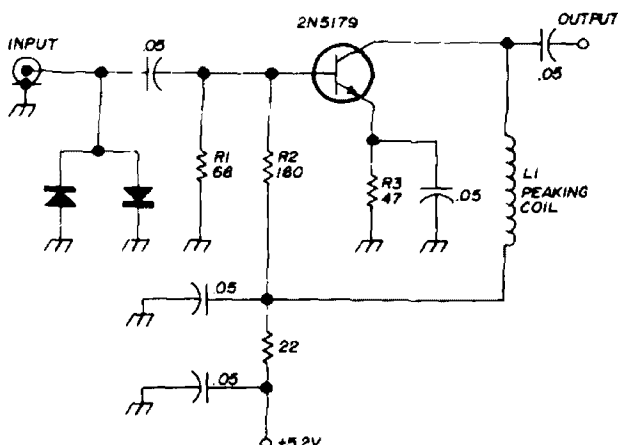 2N5179
OUTPUT
INPUT
.05
.05
R1
68
R2
180
R3
47
.05
L1
PEAKING
COIL
.05
22
.05
+5.2V